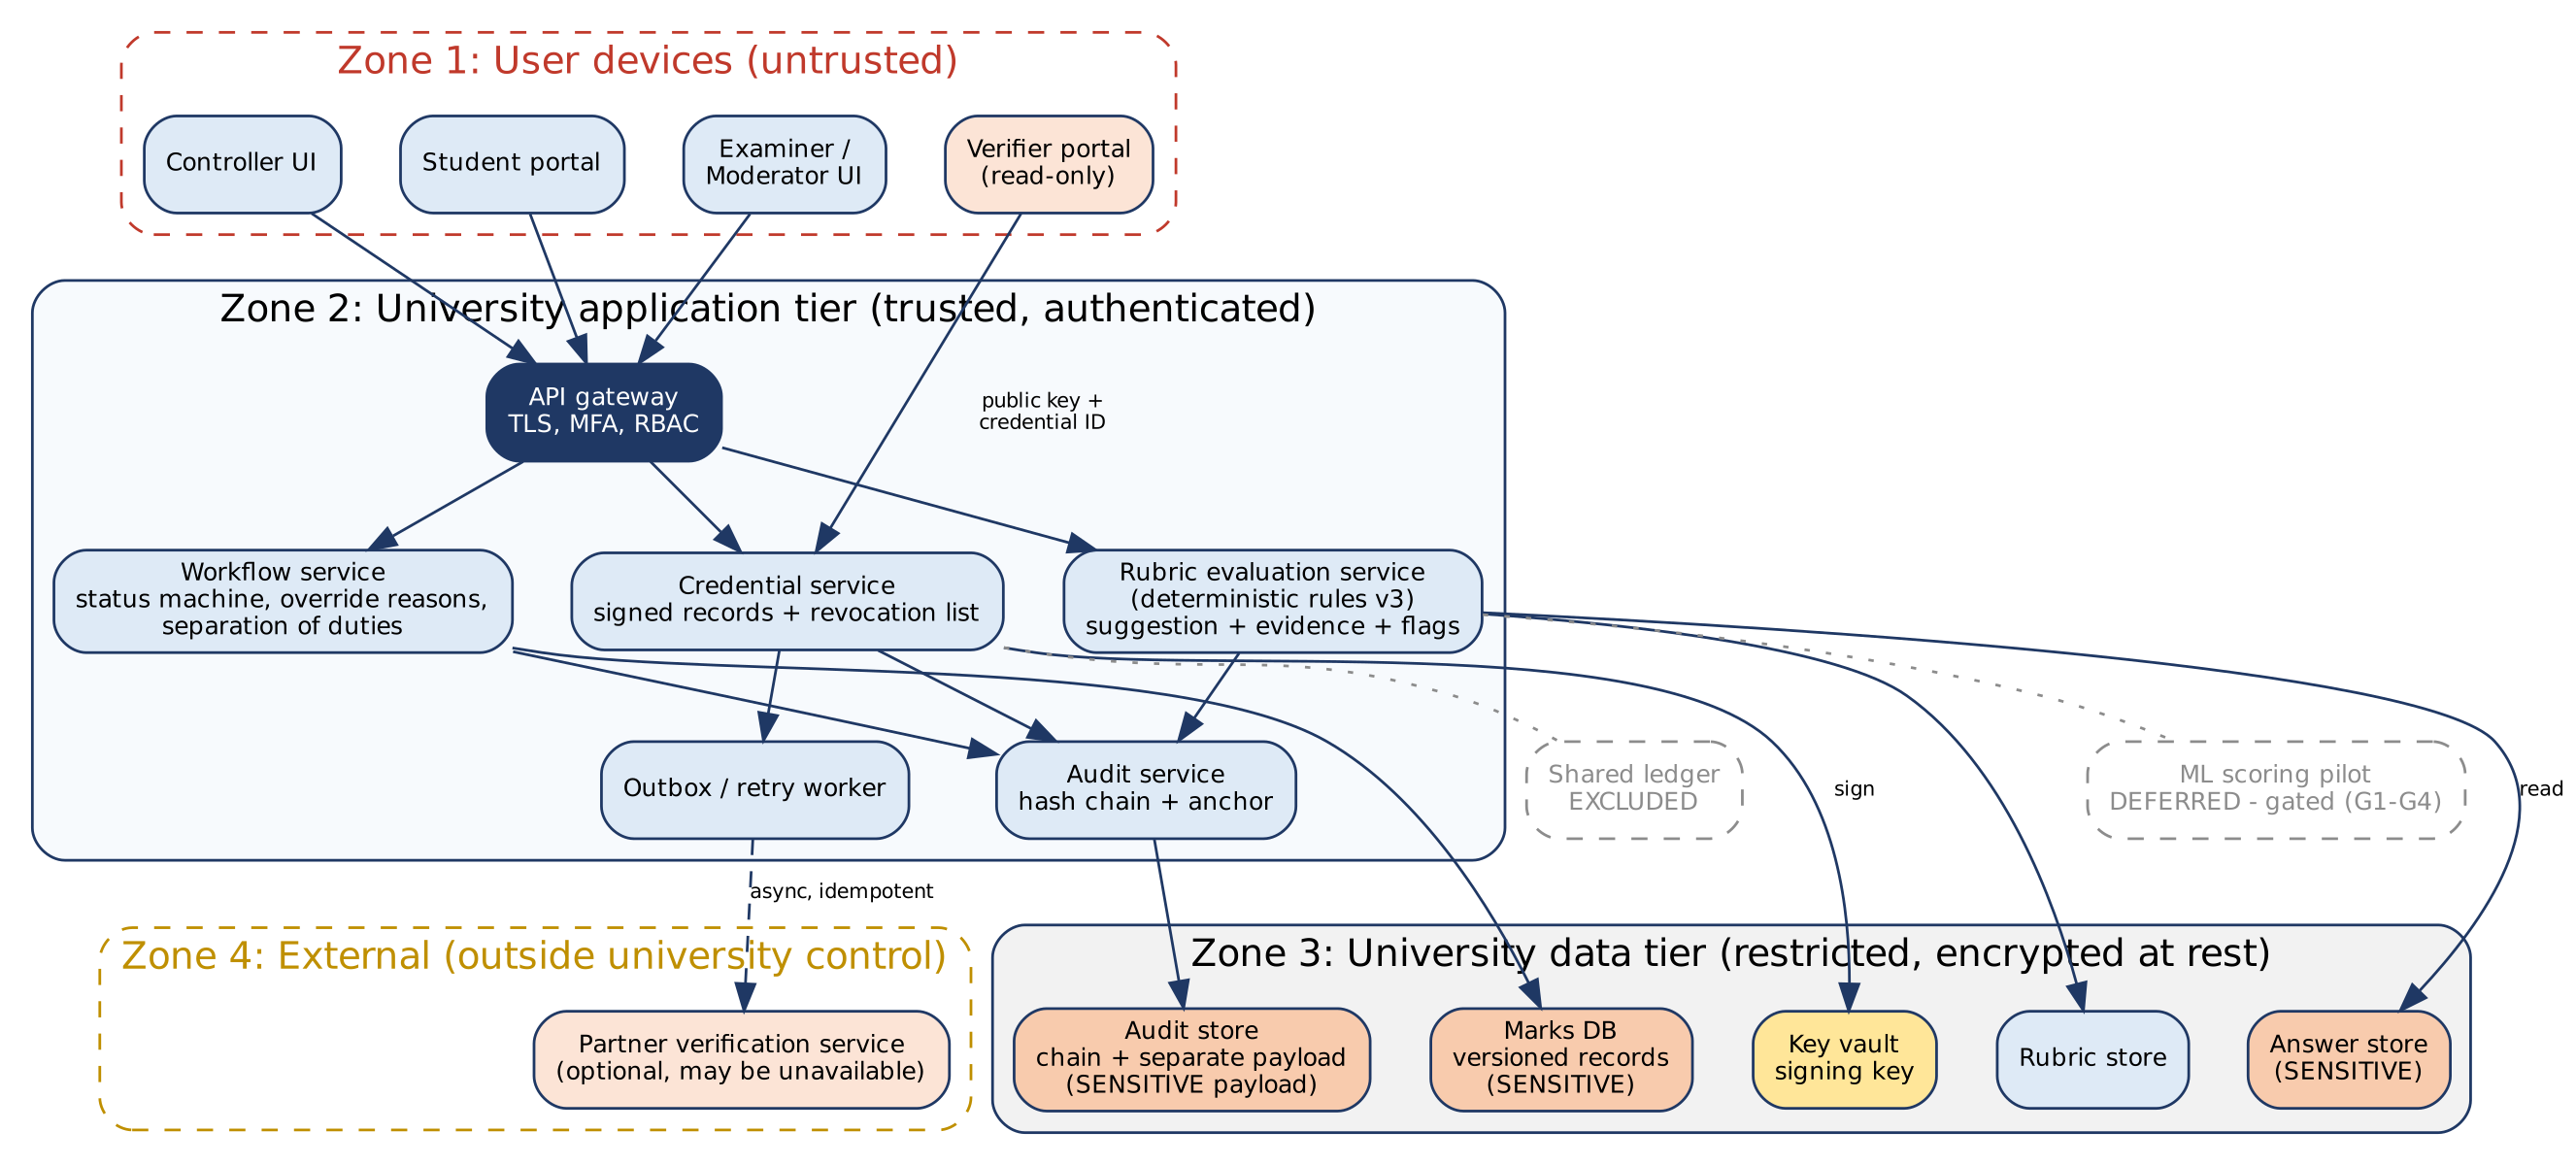 Zone 1: User devices (untrusted)
Controller UI
Student portal
Examiner /
Moderator UI
Verifier portal
(read-only)
Zone 2: University application tier (trusted, authenticated)
API gateway
TLS, MFA, RBAC
public key +
credential ID
Workflow service
status machine, override reasons,
separation of duties
Credential service
signed records + revocation list
Rubric evaluation service
(deterministic rules v3)
suggestion + evidence + flags
Outbox / retry worker
Audit service
hash chain + anchor
Shared ledger
EXCLUDED
sign
ML scoring pilot
DEFERRED - gated (G1-G4)
read
async, idempotent
Zone 4: External (outside university control)
Partner verification service
(optional, may be unavailable)
Zone 3: University data tier (restricted, encrypted at rest)
Audit store
chain + separate payload
(SENSITIVE payload)
Marks DB
versioned records
(SENSITIVE)
Key vault
signing key
Rubric store
Answer store
(SENSITIVE)